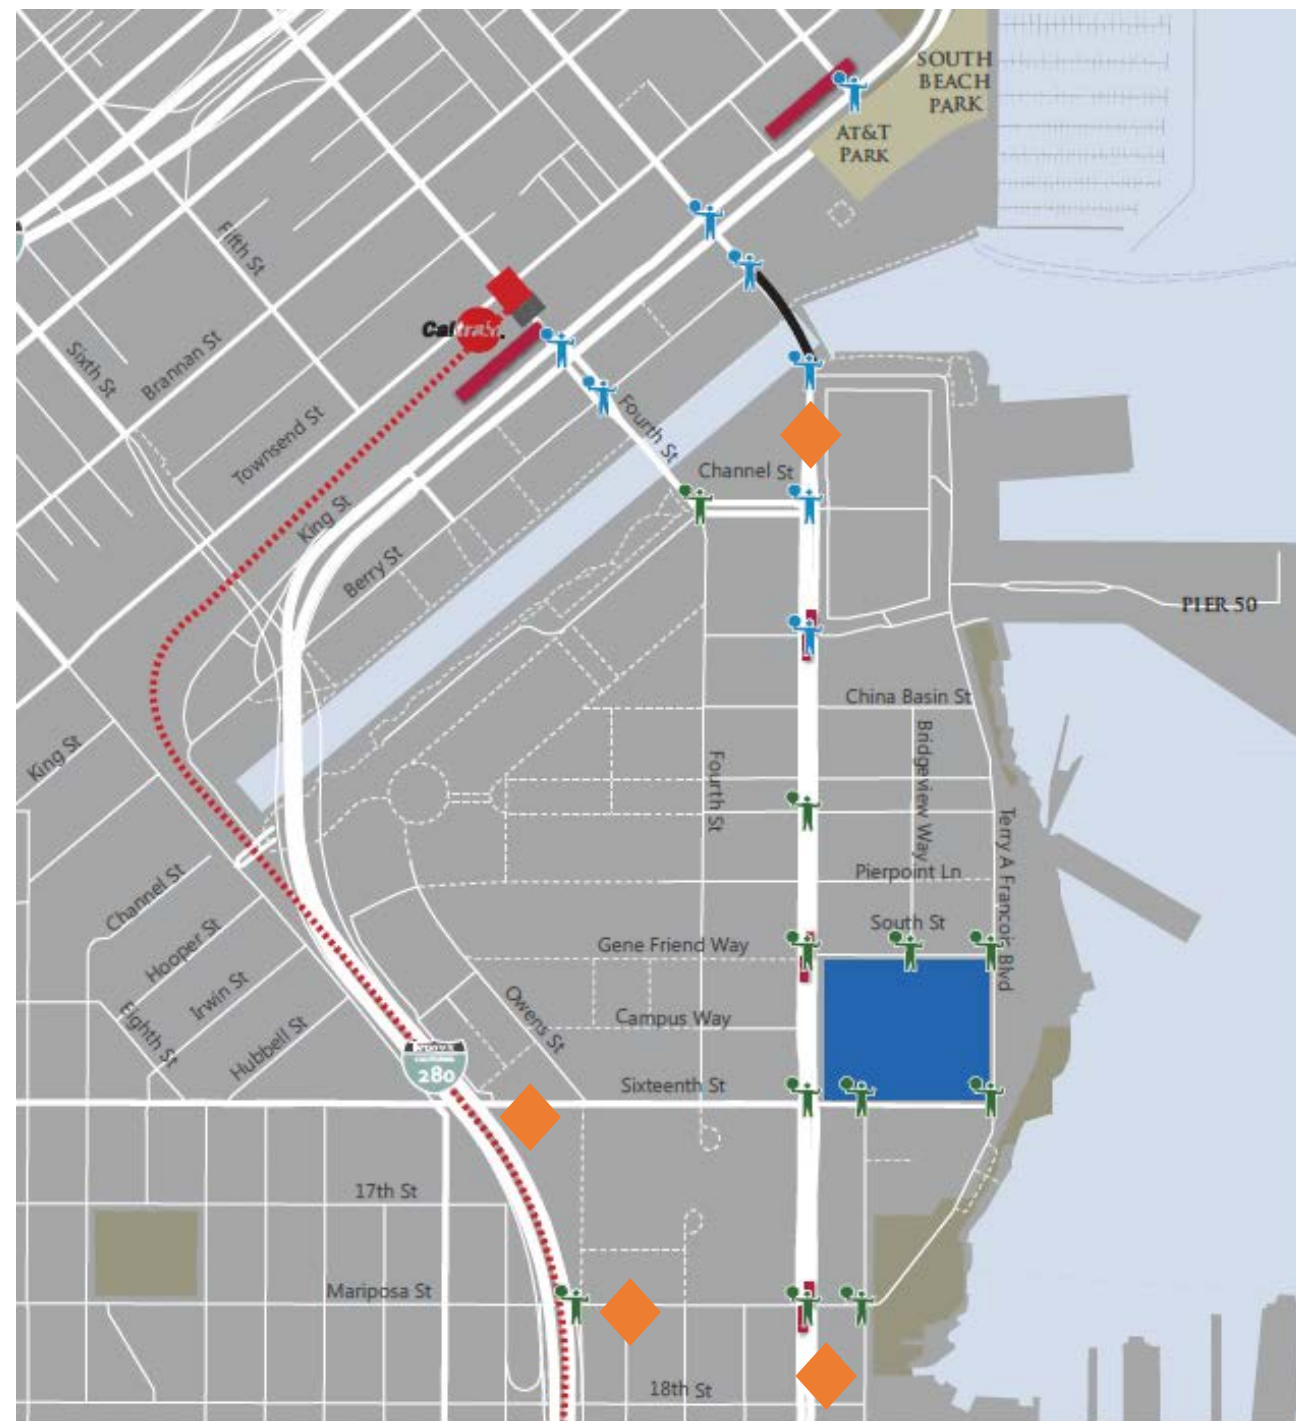 SOUTH
BEACH
PARK
AT&T
PARK
Fifth St
Caltrain.
Sixth St
Brannan St
Townsend St
Fourth St
Channel St
King St
Berry St
PIER 50
China Basin St
King St
Fourth St
Bridgeview Way
Terry A Francois Blvd
Pierpoint Ln
Channel St
South St
Hooper St
Gene Friend Way
Irwin St
Owens St
Campus Way
Eighth St
Hubbell St
280
Sixteenth St
17th St
Mariposa St
18th St